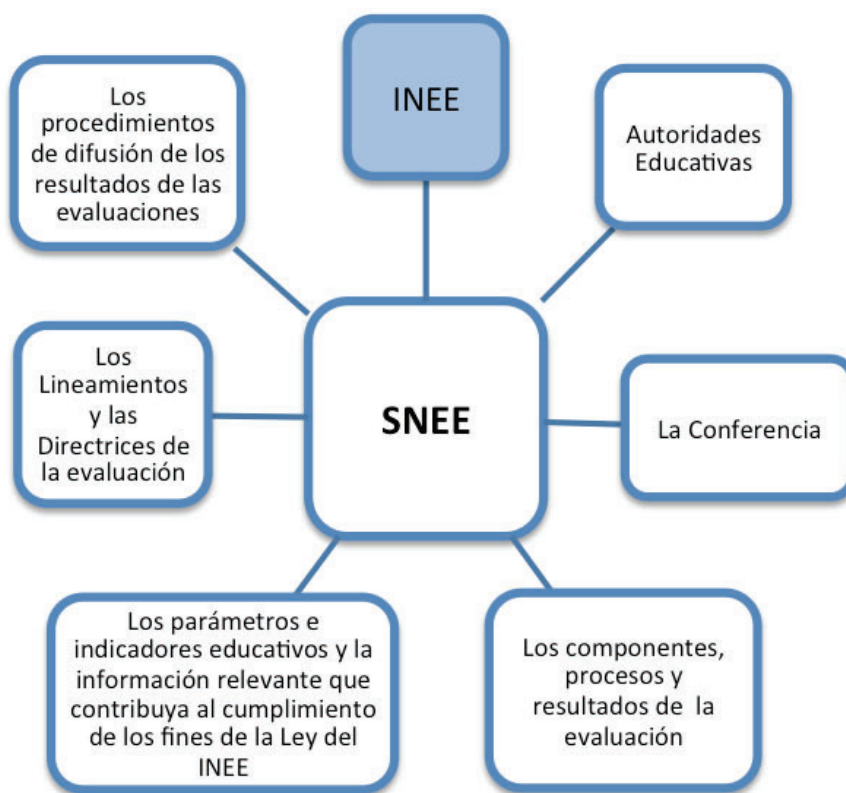 INEE
Los
procedimientos
de difusión de los
resultados de las
evaluaciones
Autoridades
Educativas
Los
Lineamientos
y las
Directrices de
la evaluación
SNEE
La Conferencia
Los parámetros e
indicadores educativos y la
información relevante que
contribuya al cumplimiento
de los fines de la Ley del
INEE
Los componentes,
procesos y
resultados de la
evaluación